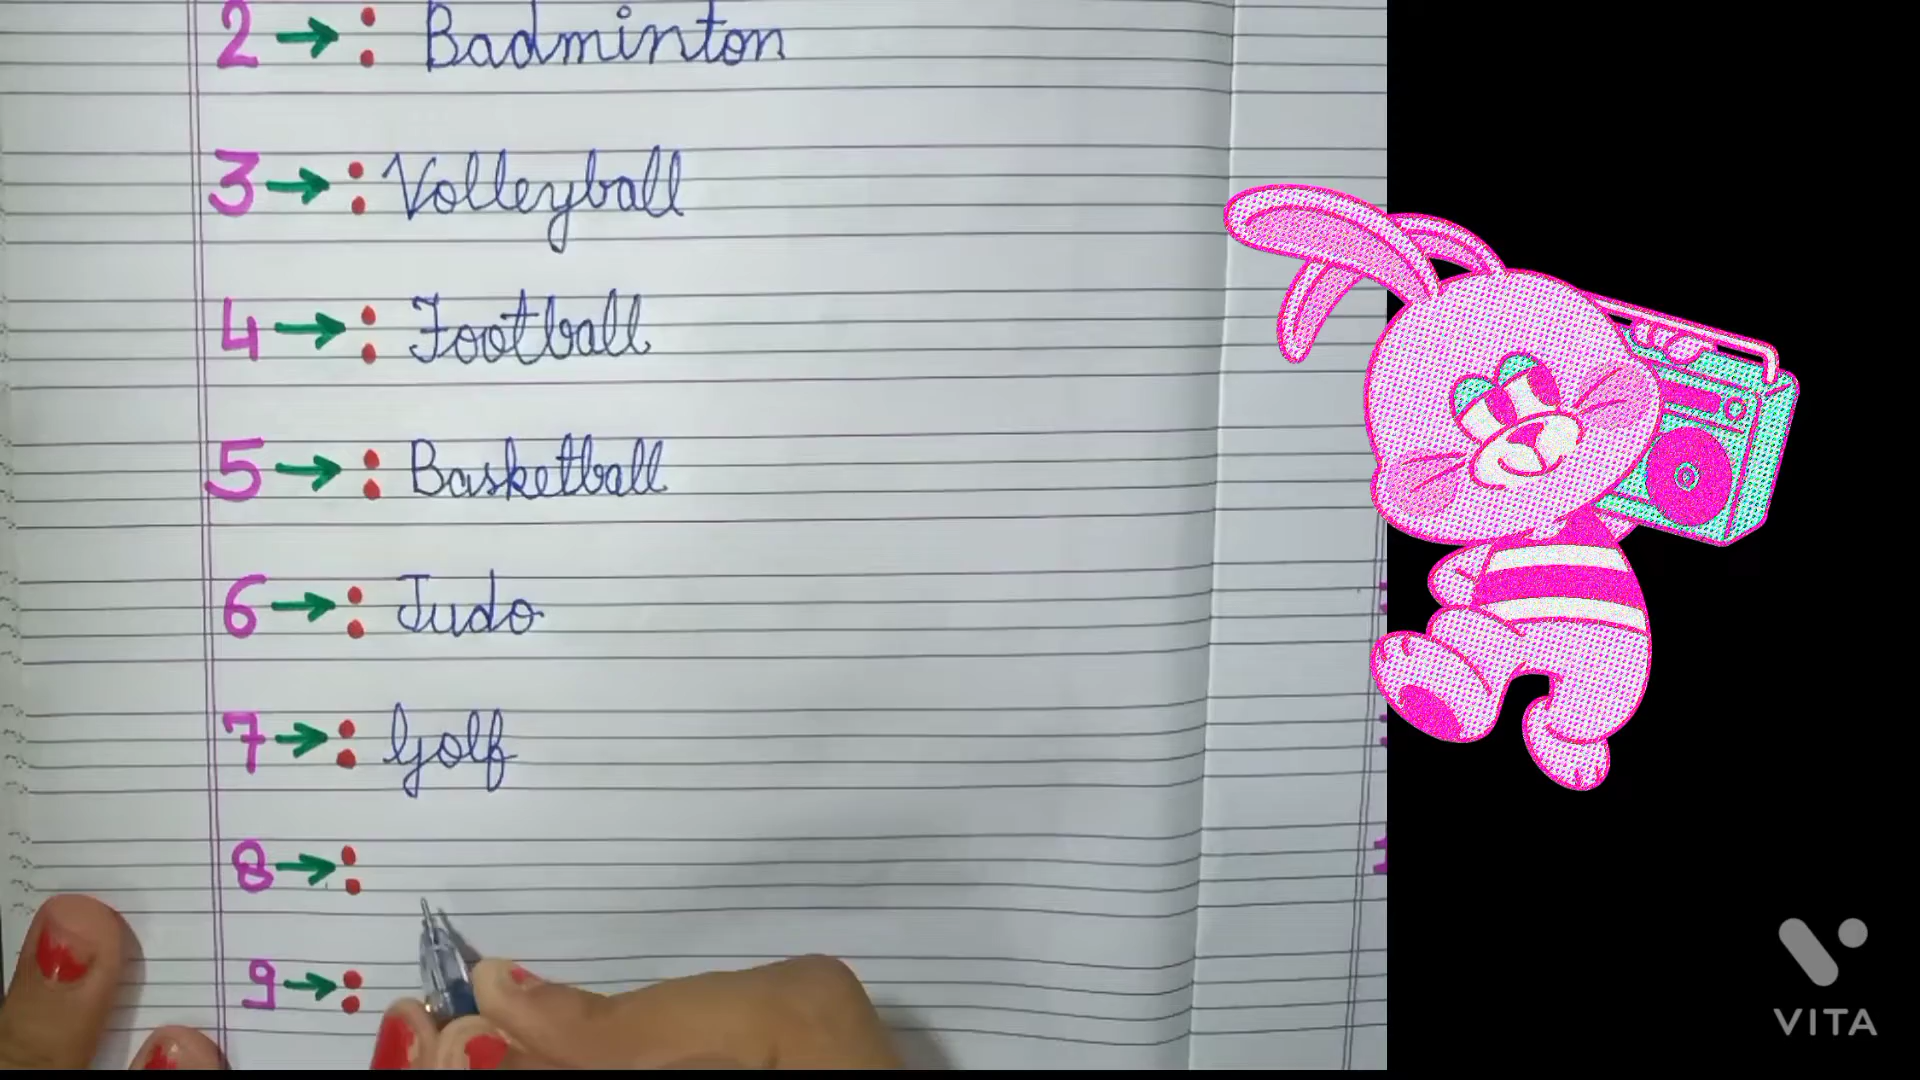 2 → : Badminton
3 → : Volleyball
4 → : Football
5 → : Basketball
6 → : Judo
7 → : Golf
8 → :
9 → :
VITA